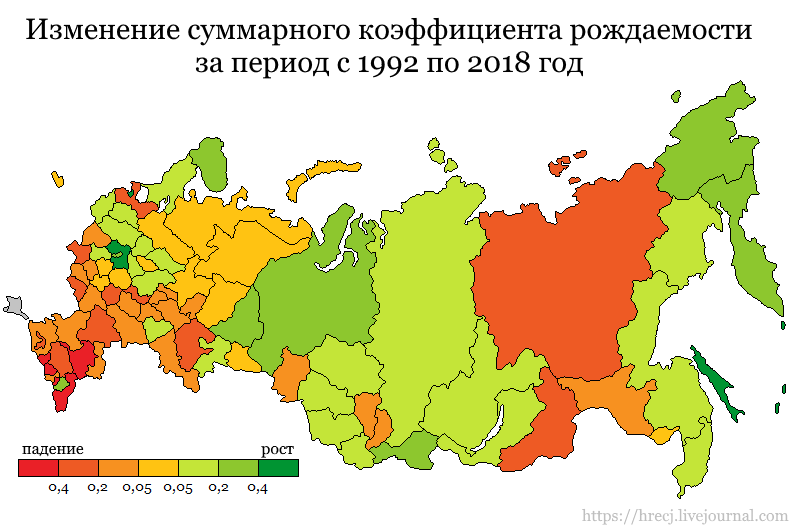 Изменение суммарного коэффициента рождаемости
за период с 1992 по 2018 год
падение рост
0,4 0,2 0,05 0,05 0,2 0,4
https://hrecj.livejournal.com